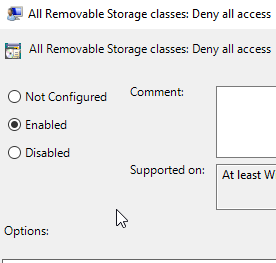 All Removable Storage classes: Deny all access
All Removable Storage classes: Deny all access
Not Configured
Comment:
Enabled
Disabled
Supported on:
At least W
Options: